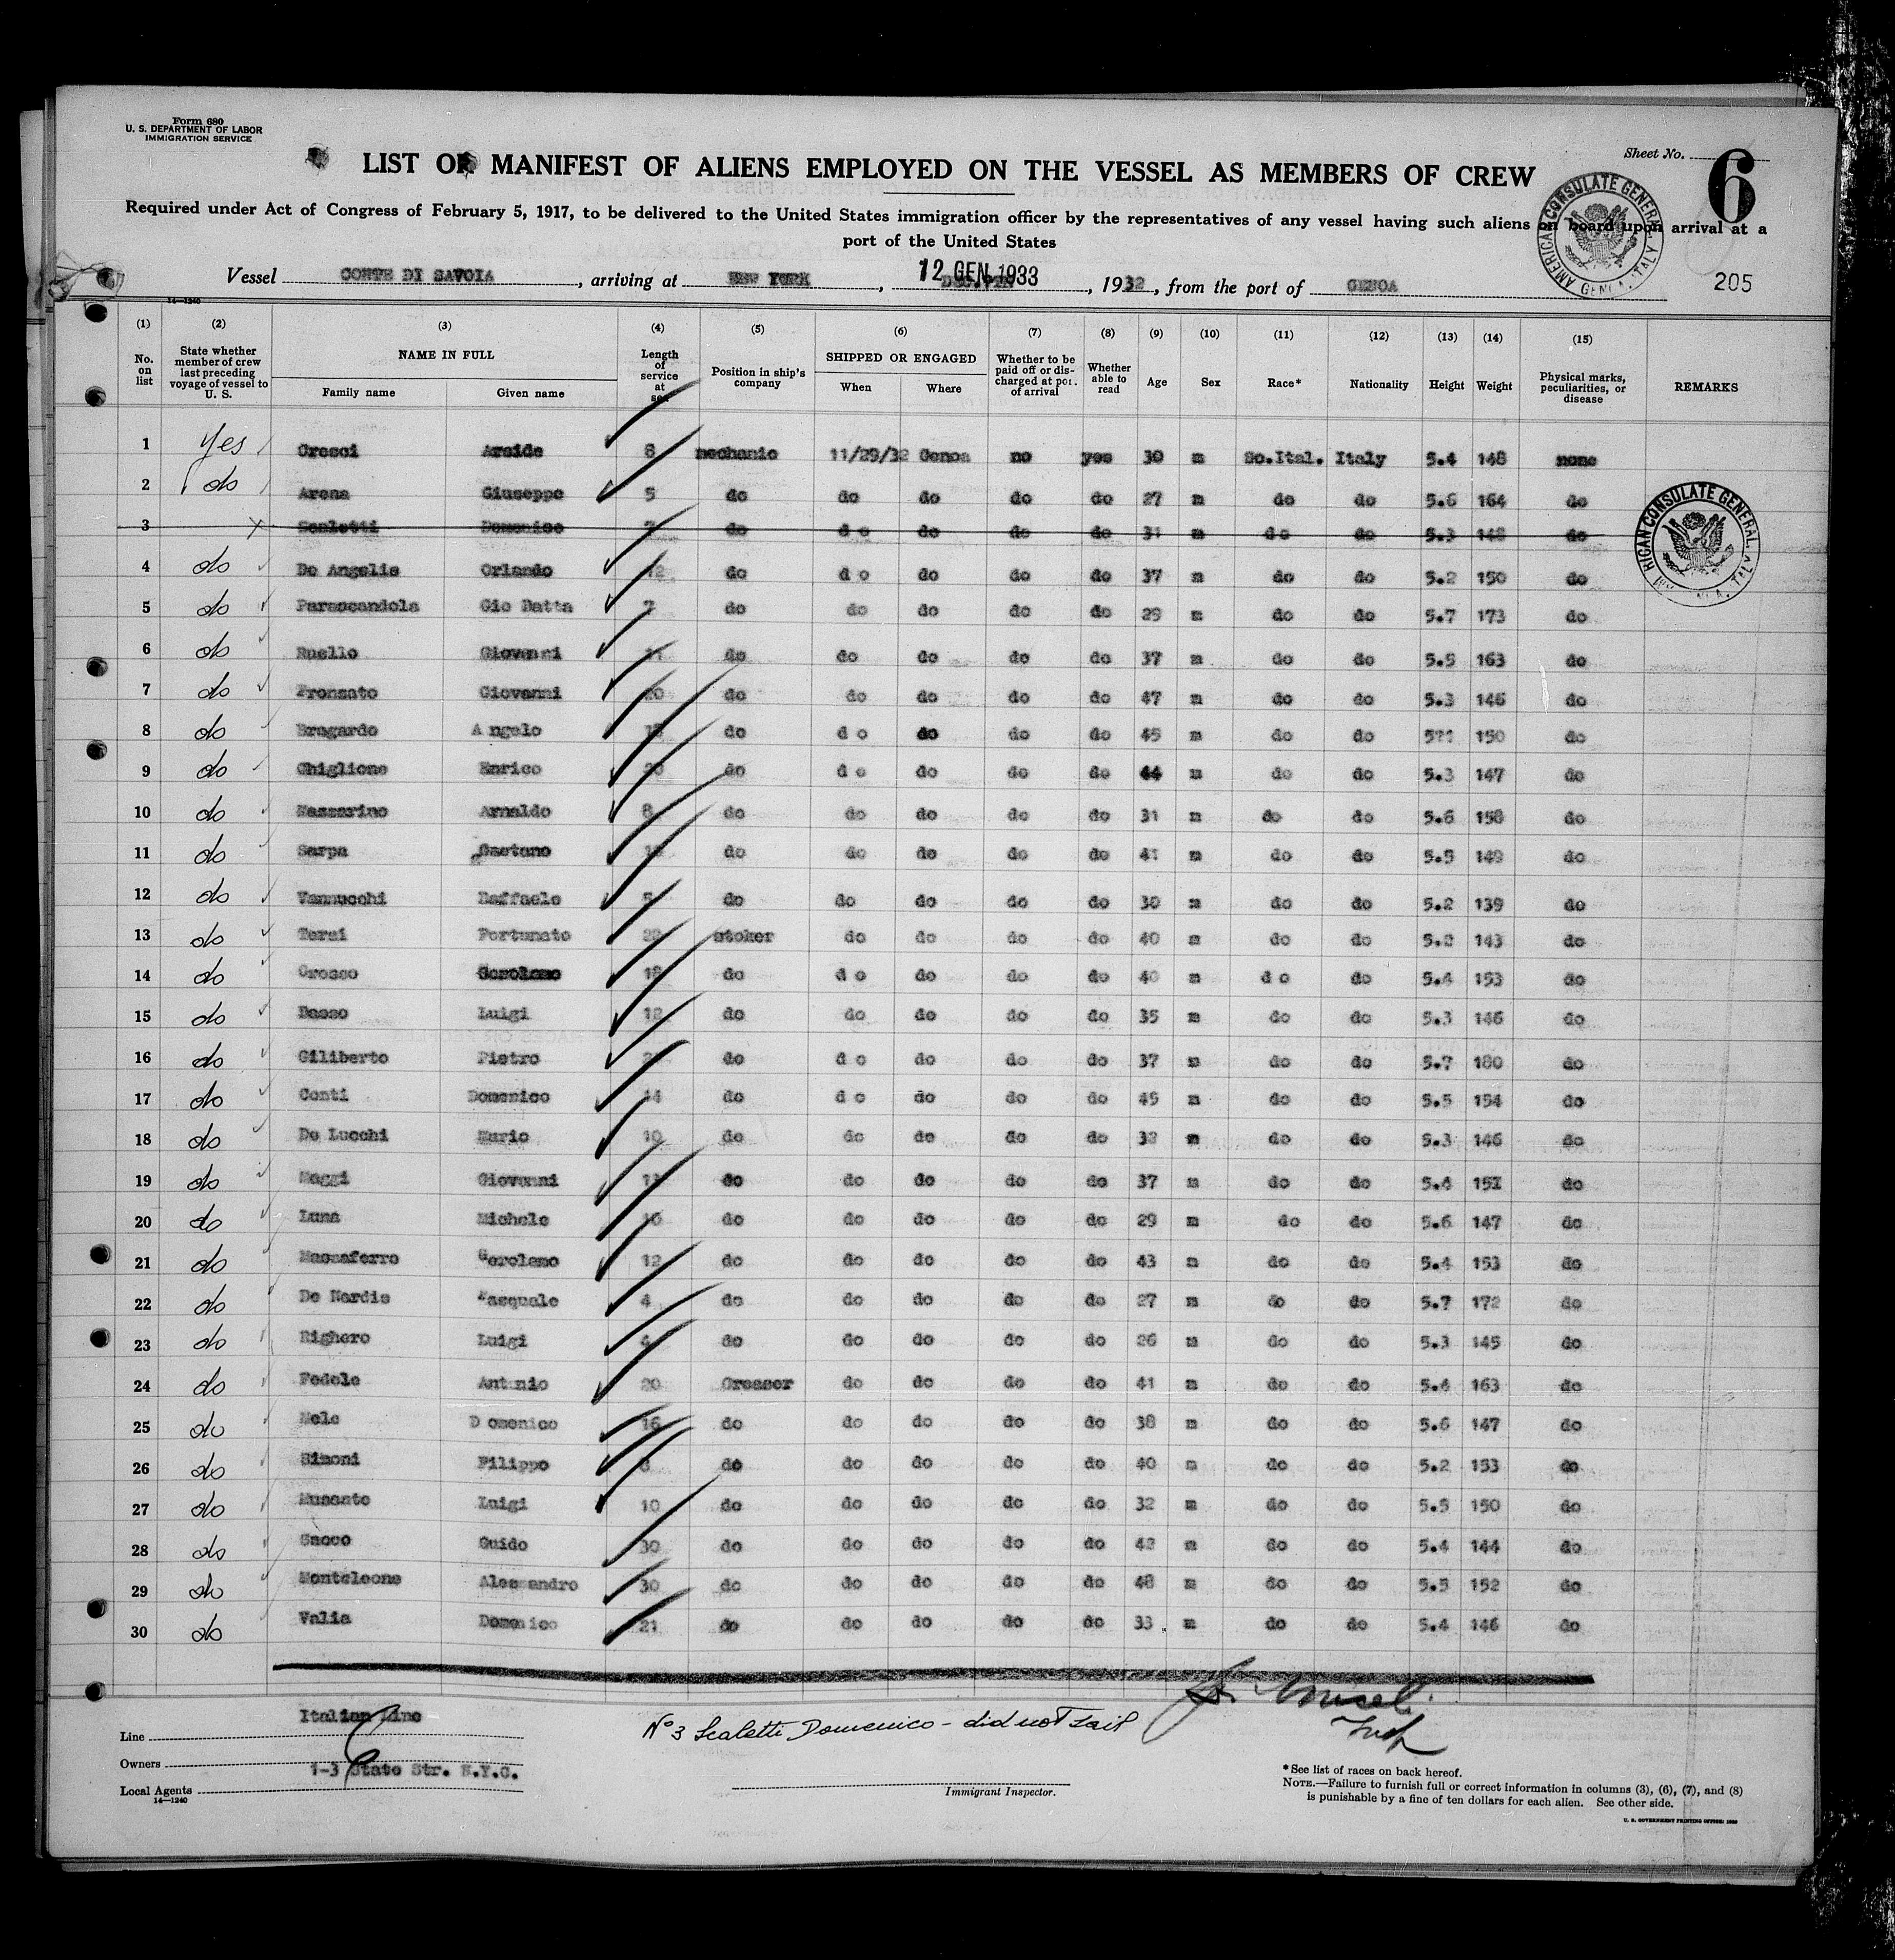 Form 680
U. S. DEPARTMENT OF LABOR
IMMIGRATION SERVICE
Sheet No. 6
LIST OR MANIFEST OF ALIENS EMPLOYED ON THE VESSEL AS MEMBERS OF CREW
Required under Act of Congress of February 5, 1917, to be delivered to the United States immigration officer by the representatives of any vessel having such aliens on board upon arrival at a
port of the United States
AMERICAN CONSULATE GENERAL GENOA, ITALY
Vessel CONTE DI SAVOIA, arriving at NEW YORK, 12 GEN 1933, 1932, from the port of GENOA
205
14—1240
(1) (2) (3) (4) (5) (6) (7) (8) (9) (10) (11) (12) (13) (14) (15)
No. on list
State whether member of crew last preceding voyage of vessel to U. S.
NAME IN FULL
Family name Given name
Length of service at sea
Position in ship's company
SHIPPED OR ENGAGED
When Where
Whether to be paid off or discharged at port of arrival
Whether able to read
Age Sex Race* Nationality Height Weight
Physical marks, peculiarities, or disease
REMARKS
1 Yes Cresci Arside 8 mechanic 11/29/32 Genoa no yes 30 m So.Ital. Italy 5.4 148 none
2 do Arena Giuseppe 5 do do do do do 27 m do do 5.6 164 do
3 x Scaletti Domenico 7 do do do do do 31 m do do 5.3 148 do
AMERICAN CONSULATE GENERAL GENOA, ITALY
4 do De Angelis Orlando 12 do do do do do 37 m do do 5.2 150 do
5 do Parascandola Gio Batta 7 do do do do do 29 m do do 5.7 173 do
6 do Ruello Giovanni do do do do do 37 m do do 5.5 163 do
7 do Fronzato Giovanni 20 do do do do do 47 m do do 5.3 146 do
8 do Bragardo Angelo do do do do do 45 m do do 5?1 150 do
9 do Ghiglione Enrico do do do do do 44 m do do 5.3 147 do
10 do Nassarino Arnaldo 8 do do do do do 31 m do do 5.6 158 do
11 do Sarpa Gaetano do do do do do 41 m do do 5.5 149 do
12 do Vannucchi Raffaele 5 do do do do do 30 m do do 5.2 139 do
13 do Tersi Fortunato 22 stoker do do do do 40 m do do 5.2 143 do
14 do Grosso Gerolamo 18 do do do do do 40 m do do 5.4 153 do
15 do Basso Luigi 12 do do do do do 35 m do do 5.3 146 do
16 do Giliberto Pietro do do do do do 37 m do do 5.7 180 do
17 do Conti Domenico 14 do do do do do 45 m do do 5.5 154 do
18 do De Lucchi Mario 10 do do do do do 32 m do do 5.3 146 do
19 do Maggi Giovanni do do do do do 37 m do do 5.4 152 do
20 do Luna Michele 16 do do do do do 29 m do do 5.6 147 do
21 do Massaferro Gerolamo 12 do do do do do 43 m do do 5.4 153 do
22 do De Nardis Pasquale 4 do do do do do 27 m do do 5.7 172 do
23 do Righero Luigi 4 do do do do do 26 m do do 5.3 145 do
24 do Fedele Antonio 20 Greaser do do do do 41 m do do 5.4 163 do
25 do Mele Domenico 16 do do do do do 38 m do do 5.6 147 do
26 do Simoni Filippo do do do do do 40 m do do 5.2 153 do
27 do Muscato Luigi 10 do do do do do 32 m do do 5.5 150 do
28 do Sacco Guido 30 do do do do do 42 m do do 5.4 144 do
29 do Monteleone Alessandro 30 do do do do do 48 m do do 5.5 152 do
30 do Valia Domenico 21 do do do do do 33 m do do 5.4 146 do
Line Italian Line
Owners
Local Agents 1-3 State Str. N.Y.C.
14—1240
No 3 Scaletti Domenico - did not sail
Immigrant Inspector.
*See list of races on back hereof.
NOTE.—Failure to furnish full or correct information in columns (3), (6), (7), and (8)
is punishable by a fine of ten dollars for each alien. See other side.
U. S. GOVERNMENT PRINTING OFFICE: 1930